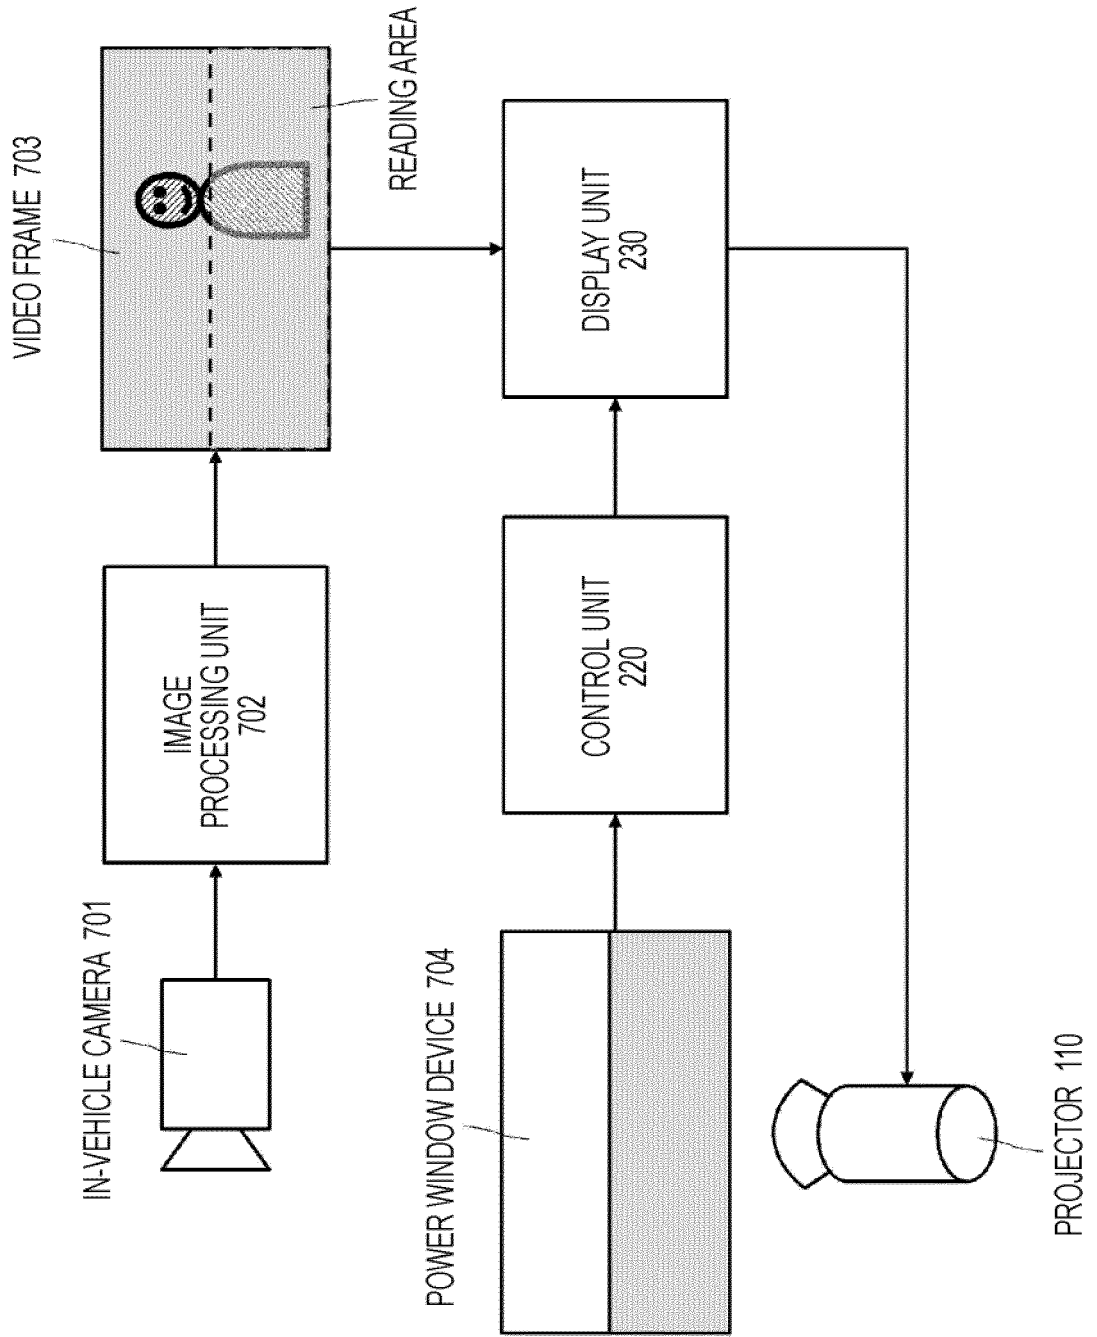 IN-VEHICLE CAMERA 701
IMAGE
PROCESSING UNIT
702
VIDEO FRAME 703
READING AREA
POWER WINDOW DEVICE 704
CONTROL UNIT
220
DISPLAY UNIT
230
PROJECTOR 110